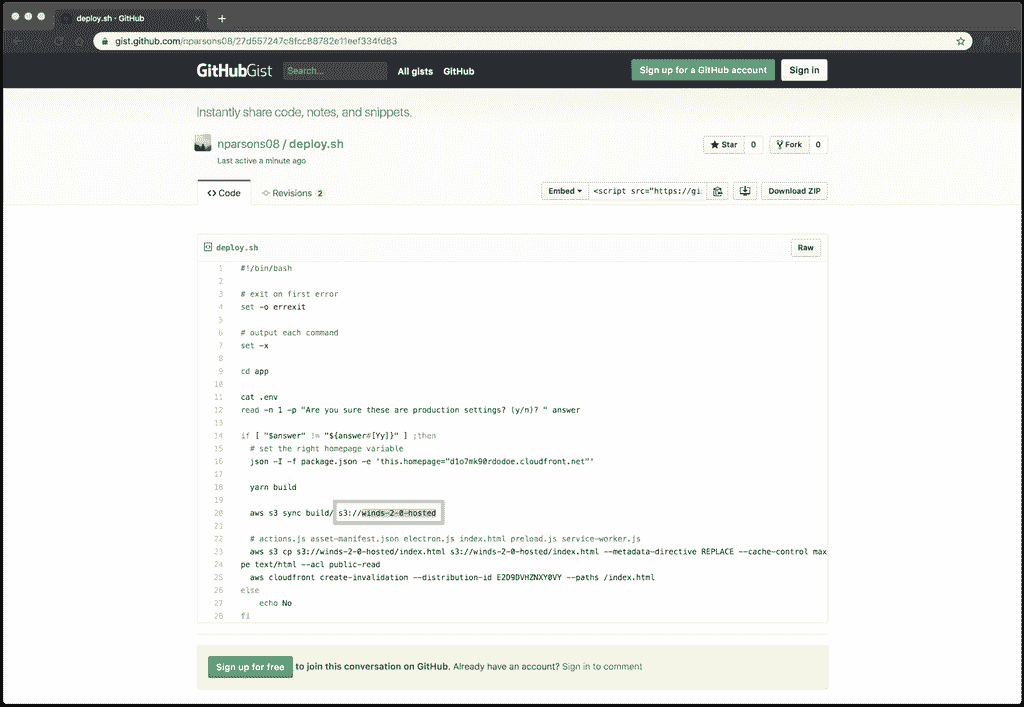 deploy.sh · GitHub
gist.github.com/nparsons08/27d557247c8fcc88782e11eef334fd83
GitHubGist Search... All gists GitHub Sign up for a GitHub account Sign in
Instantly share code, notes, and snippets.
nparsons08 / deploy.sh
Last active a minute ago
Star 0 Fork 0
Code Revisions 2 Embed <script src="https://gi Download ZIP
deploy.sh Raw
1 #!/bin/bash
2
3 # exit on first error
4 set -o errexit
5
6 # output each command
7 set -x
8
9 cd app
10
11 cat .env
12 read -n 1 -p "Are you sure these are production settings? (y/n)? " answer
13
14 if [ "$answer" != "${answer#[Yy]}" ] ;then
15 # set the right homepage variable
16 json -I -f package.json -e 'this.homepage="d1o7mk90rdodoe.cloudfront.net"'
17
18 yarn build
19
20 aws s3 sync build/ s3://winds-2-0-hosted
21
22 # actions.js asset-manifest.json electron.js index.html preload.js service-worker.js
23 aws s3 cp s3://winds-2-0-hosted/index.html s3://winds-2-0-hosted/index.html --metadata-directive REPLACE --cache-control max
24 pe text/html --acl public-read
25 aws cloudfront create-invalidation --distribution-id E2D9DVHZNXY0VY --paths /index.html
26 else
27 echo No
28 fi
Sign up for free to join this conversation on GitHub. Already have an account? Sign in to comment